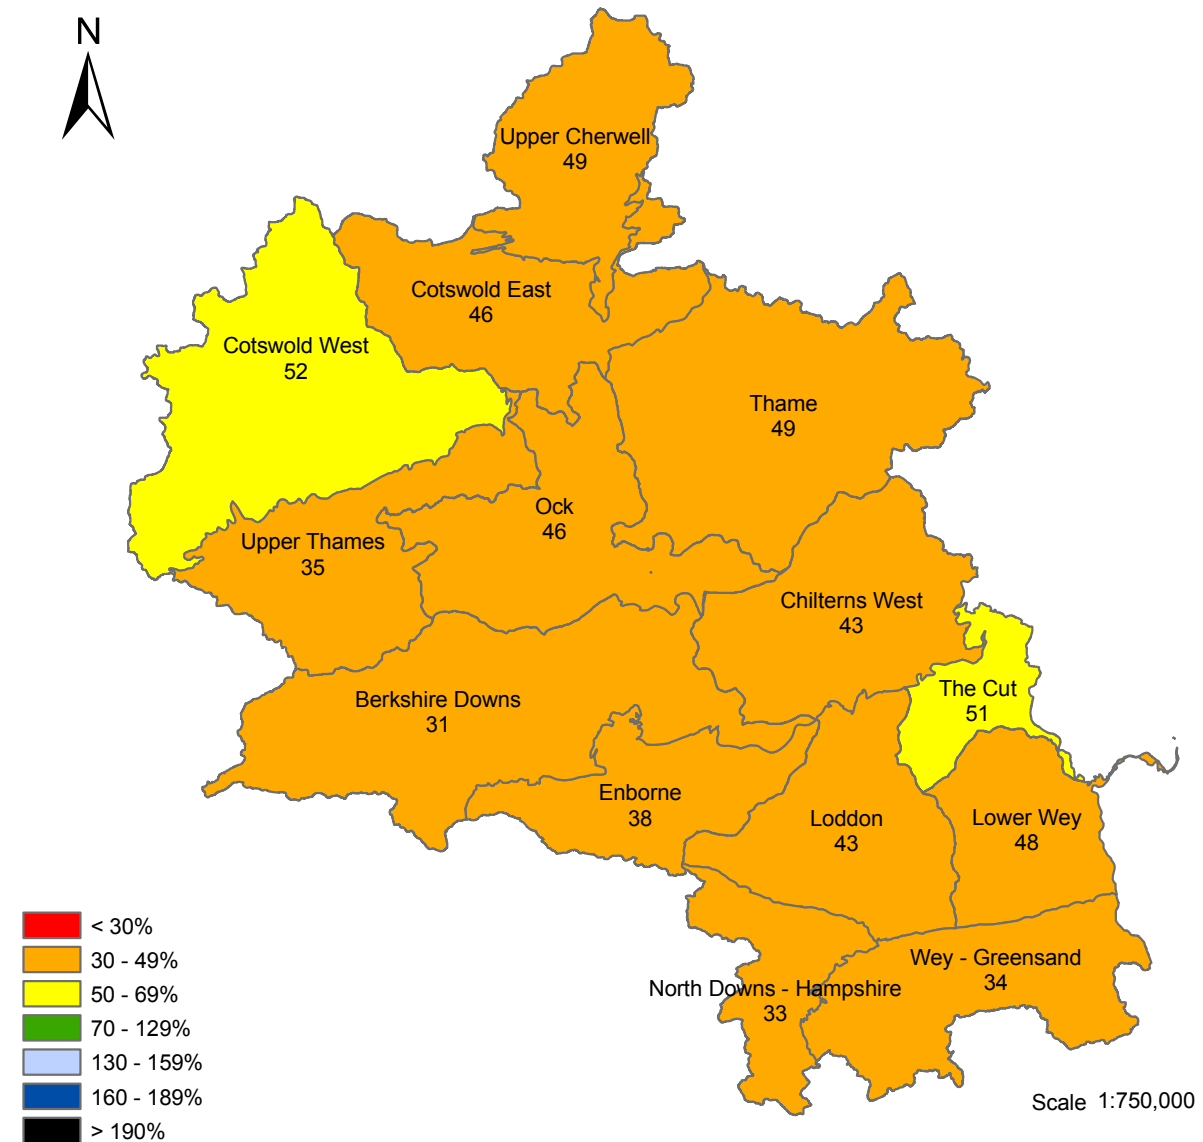 N
Upper Cherwell
49
Cotswold East
46
Cotswold West
52
Thame
49
Ock
46
Upper Thames
35
Chilterns West
43
The Cut
51
Berkshire Downs
31
Enborne
38
Loddon
43
Lower Wey
48
Wey - Greensand
34
North Downs - Hampshire
33
< 30%
30 - 49%
50 - 69%
70 - 129%
130 - 159%
160 - 189%
> 190%
Scale 1:750,000